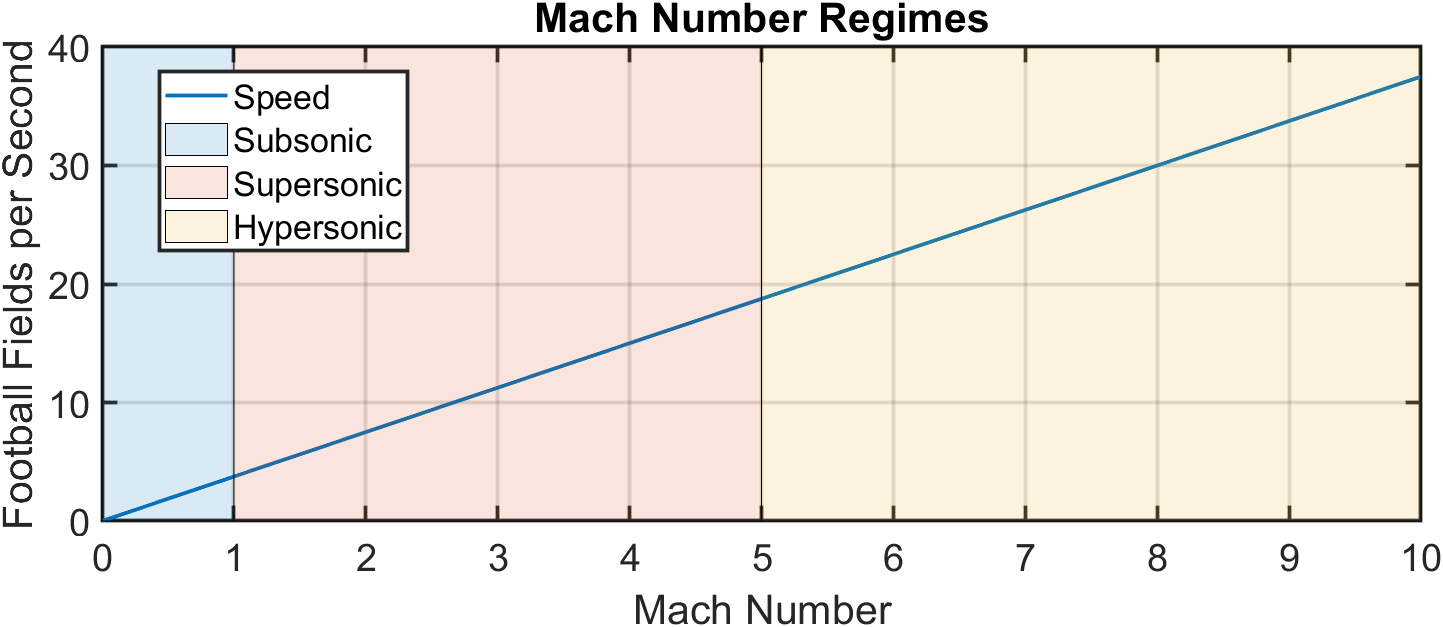 Mach Number Regimes
Football Fields per Second
40
30
20
10
0
Speed
Subsonic
Supersonic
Hypersonic
0 1 2 3 4 5 6 7 8 9 10
Mach Number